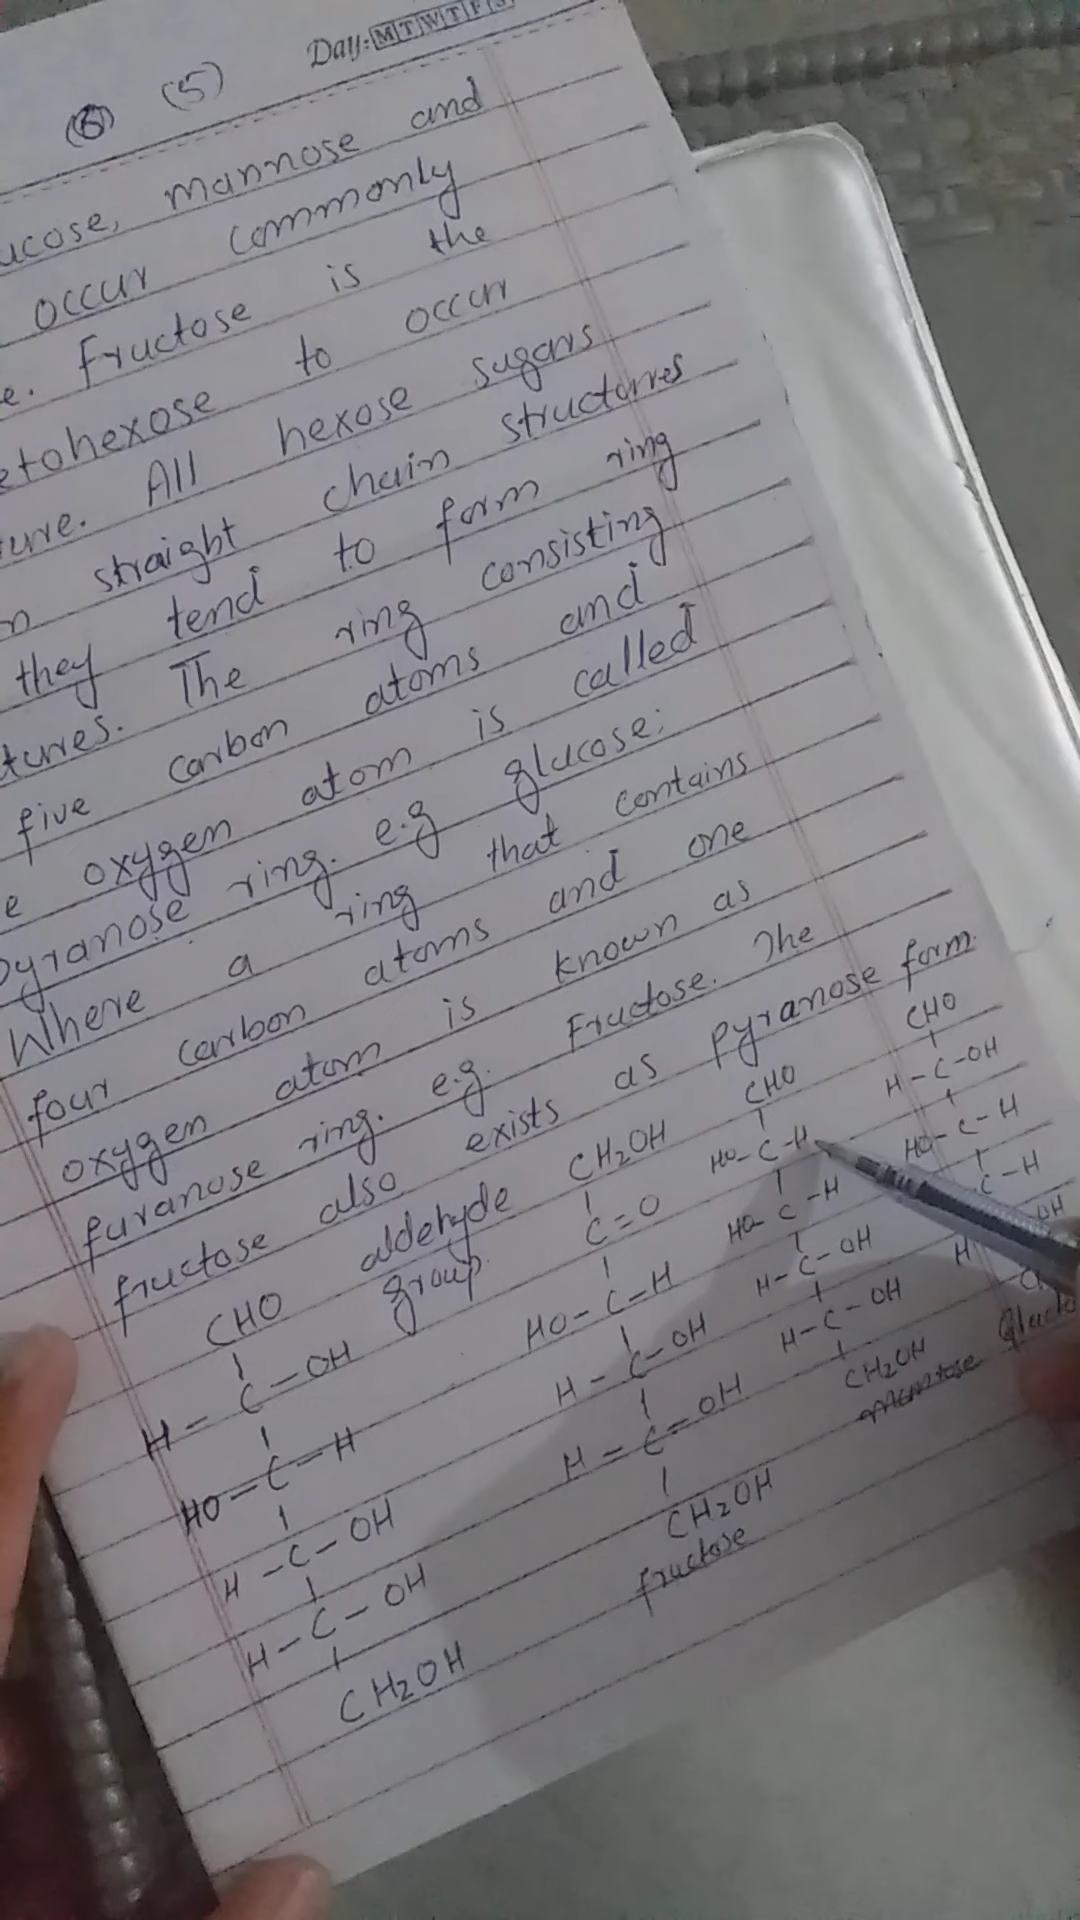 Day: M T W T F S
(6) (5)
ucose, mannose and
occur commonly
e. Fructose is the
etohexose to occur
ture. All hexose sugars
n straight chain structures
they tend to form ring
tures. The ring consisting
five carbon atoms and
e oxygen atom is called
pyranose ring. e.g glucose:
Where a ring that contains
four carbon atoms and one
oxygen atom is known as
furanose ring. e.g. Fructose. The
fructose also exists as pyranose form.
aldehyde group.
CHO
H - C - OH
HO - C - H
H - C - OH
H - C - OH
CH2OH
CH2OH
C = O
HO - C - H
H - C - OH
H - C - OH
CH2OH
fructose
CHO
HO - C - H
HO - C - H
H - C - OH
H - C - OH
CH2OH
CHO
H - C - OH
HO - C - H
C - H
OH
H